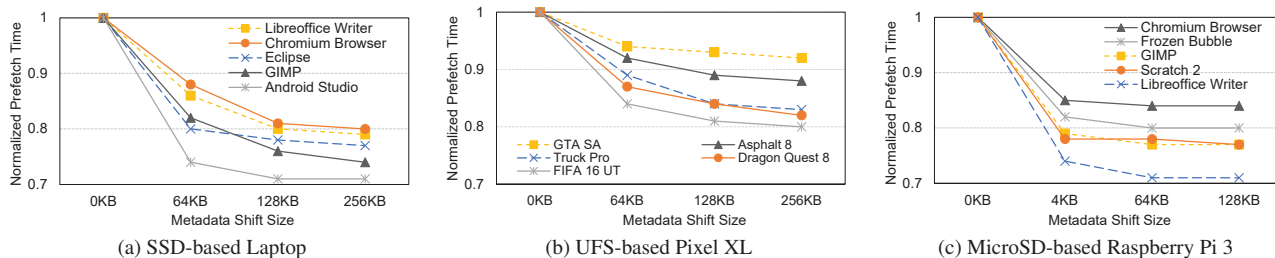 Normalized Prefetch Time
1
0.9
0.8
0.7
Libreoffice Writer
Chromium Browser
Eclipse
GIMP
Android Studio
0KB 64KB 128KB 256KB
Metadata Shift Size
(a) SSD-based Laptop
Normalized Prefetch Time
1
0.9
0.8
0.7
GTA SA Asphalt 8
Truck Pro Dragon Quest 8
FIFA 16 UT
0KB 64KB 128KB 256KB
Metadata Shift Size
(b) UFS-based Pixel XL
Normalized Prefetch Time
1
0.9
0.8
0.7
Chromium Browser
Frozen Bubble
GIMP
Scratch 2
Libreoffice Writer
0KB 4KB 64KB 128KB
Metadata Shift Size
(c) MicroSD-based Raspberry Pi 3